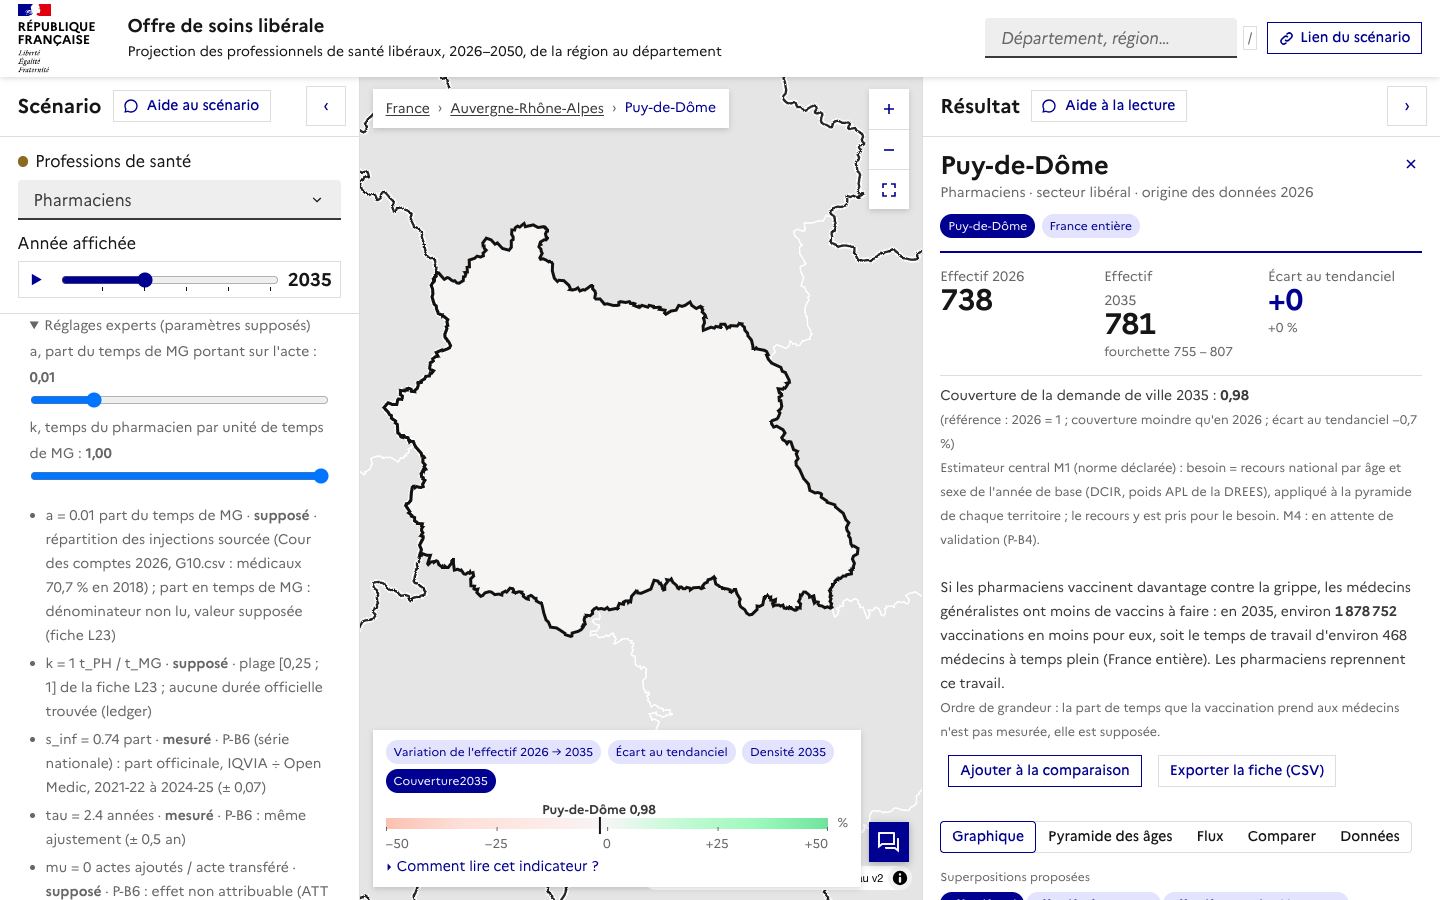 RÉPUBLIQUE
FRANÇAISE
Liberté
Égalité
Fraternité
Offre de soins libérale
Projection des professionnels de santé libéraux, 2026–2050, de la région au département
Département, région…
/
Lien du scénario
Scénario
Aide au scénario
‹
Professions de santé
Pharmaciens
Année affichée
2035
▼ Réglages experts (paramètres supposés)
a, part du temps de MG portant sur l'acte :
0,01
k, temps du pharmacien par unité de temps
de MG : 1,00
• a = 0.01 part du temps de MG · supposé ·
répartition des injections sourcée (Cour
des comptes 2026, G10.csv : médicaux
70,7 % en 2018) ; part en temps de MG :
dénominateur non lu, valeur supposée
(fiche L23)
• k = 1 t_PH / t_MG · supposé · plage [0,25 ;
1] de la fiche L23 ; aucune durée officielle
trouvée (ledger)
• s_inf = 0.74 part · mesuré · P-B6 (série
nationale) : part officinale, IQVIA ÷ Open
Medic, 2021-22 à 2024-25 (± 0,07)
• tau = 2.4 années · mesuré · P-B6 : même
ajustement (± 0,5 an)
• mu = 0 actes ajoutés / acte transféré ·
supposé · P-B6 : effet non attribuable (ATT
France › Auvergne-Rhône-Alpes › Puy-de-Dôme
+
−
Variation de l'effectif 2026 → 2035
Écart au tendanciel
Densité 2035
Couverture2035
Puy-de-Dôme 0,98
%
−50 −25 0 +25 +50
Comment lire cet indicateur ?
au v2
Résultat
Aide à la lecture
›
Puy-de-Dôme
×
Pharmaciens · secteur libéral · origine des données 2026
Puy-de-Dôme
France entière
Effectif 2026
738
Effectif
2035
781
fourchette 755 – 807
Écart au tendanciel
+0
+0 %
Couverture de la demande de ville 2035 : 0,98
(référence : 2026 = 1 ; couverture moindre qu'en 2026 ; écart au tendanciel −0,7
%)
Estimateur central M1 (norme déclarée) : besoin = recours national par âge et
sexe de l'année de base (DCIR, poids APL de la DREES), appliqué à la pyramide
de chaque territoire ; le recours y est pris pour le besoin. M4 : en attente de
validation (P-B4).
Si les pharmaciens vaccinent davantage contre la grippe, les médecins
généralistes ont moins de vaccins à faire : en 2035, environ 1 878 752
vaccinations en moins pour eux, soit le temps de travail d'environ 468
médecins à temps plein (France entière). Les pharmaciens reprennent
ce travail.
Ordre de grandeur : la part de temps que la vaccination prend aux médecins
n'est pas mesurée, elle est supposée.
Ajouter à la comparaison
Exporter la fiche (CSV)
Graphique
Pyramide des âges
Flux
Comparer
Données
Superpositions proposées